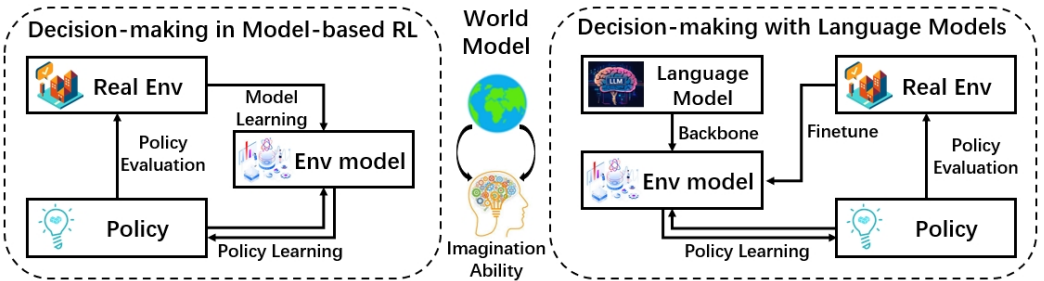 Decision-making in Model-based RL
Real Env
Model
Learning
Policy
Evaluation
Env model
Policy
Policy Learning
World
Model
Imagination
Ability
Decision-making with Language Models
LLM
Language
Model
Real Env
Backbone
Finetune
Policy
Evaluation
Env model
Policy
Policy Learning